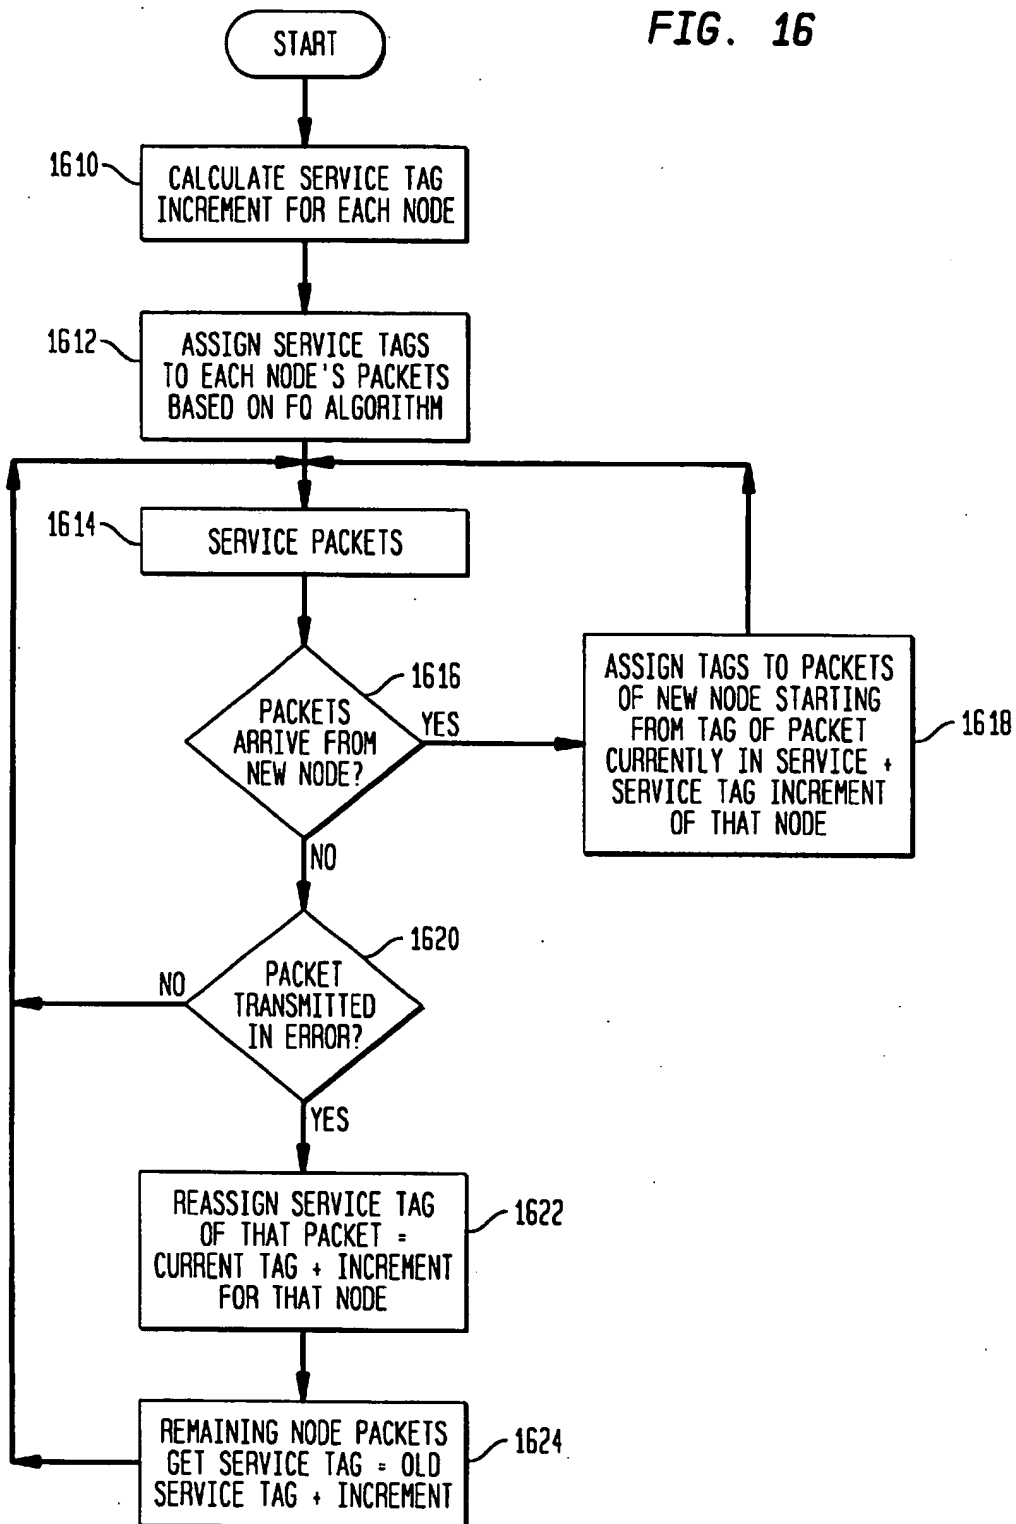 FIG. 16
START
1610
CALCULATE SERVICE TAG
INCREMENT FOR EACH NODE
1612
ASSIGN SERVICE TAGS
TO EACH NODE'S PACKETS
BASED ON FQ ALGORITHM
1614
SERVICE PACKETS
1616
PACKETS
ARRIVE FROM
NEW NODE?
YES
NO
ASSIGN TAGS TO PACKETS
OF NEW NODE STARTING
FROM TAG OF PACKET
CURRENTLY IN SERVICE +
SERVICE TAG INCREMENT
OF THAT NODE
1618
1620
PACKET
TRANSMITTED
IN ERROR?
NO
YES
REASSIGN SERVICE TAG
OF THAT PACKET =
CURRENT TAG + INCREMENT
FOR THAT NODE
1622
REMAINING NODE PACKETS
GET SERVICE TAG = OLD
SERVICE TAG + INCREMENT
1624